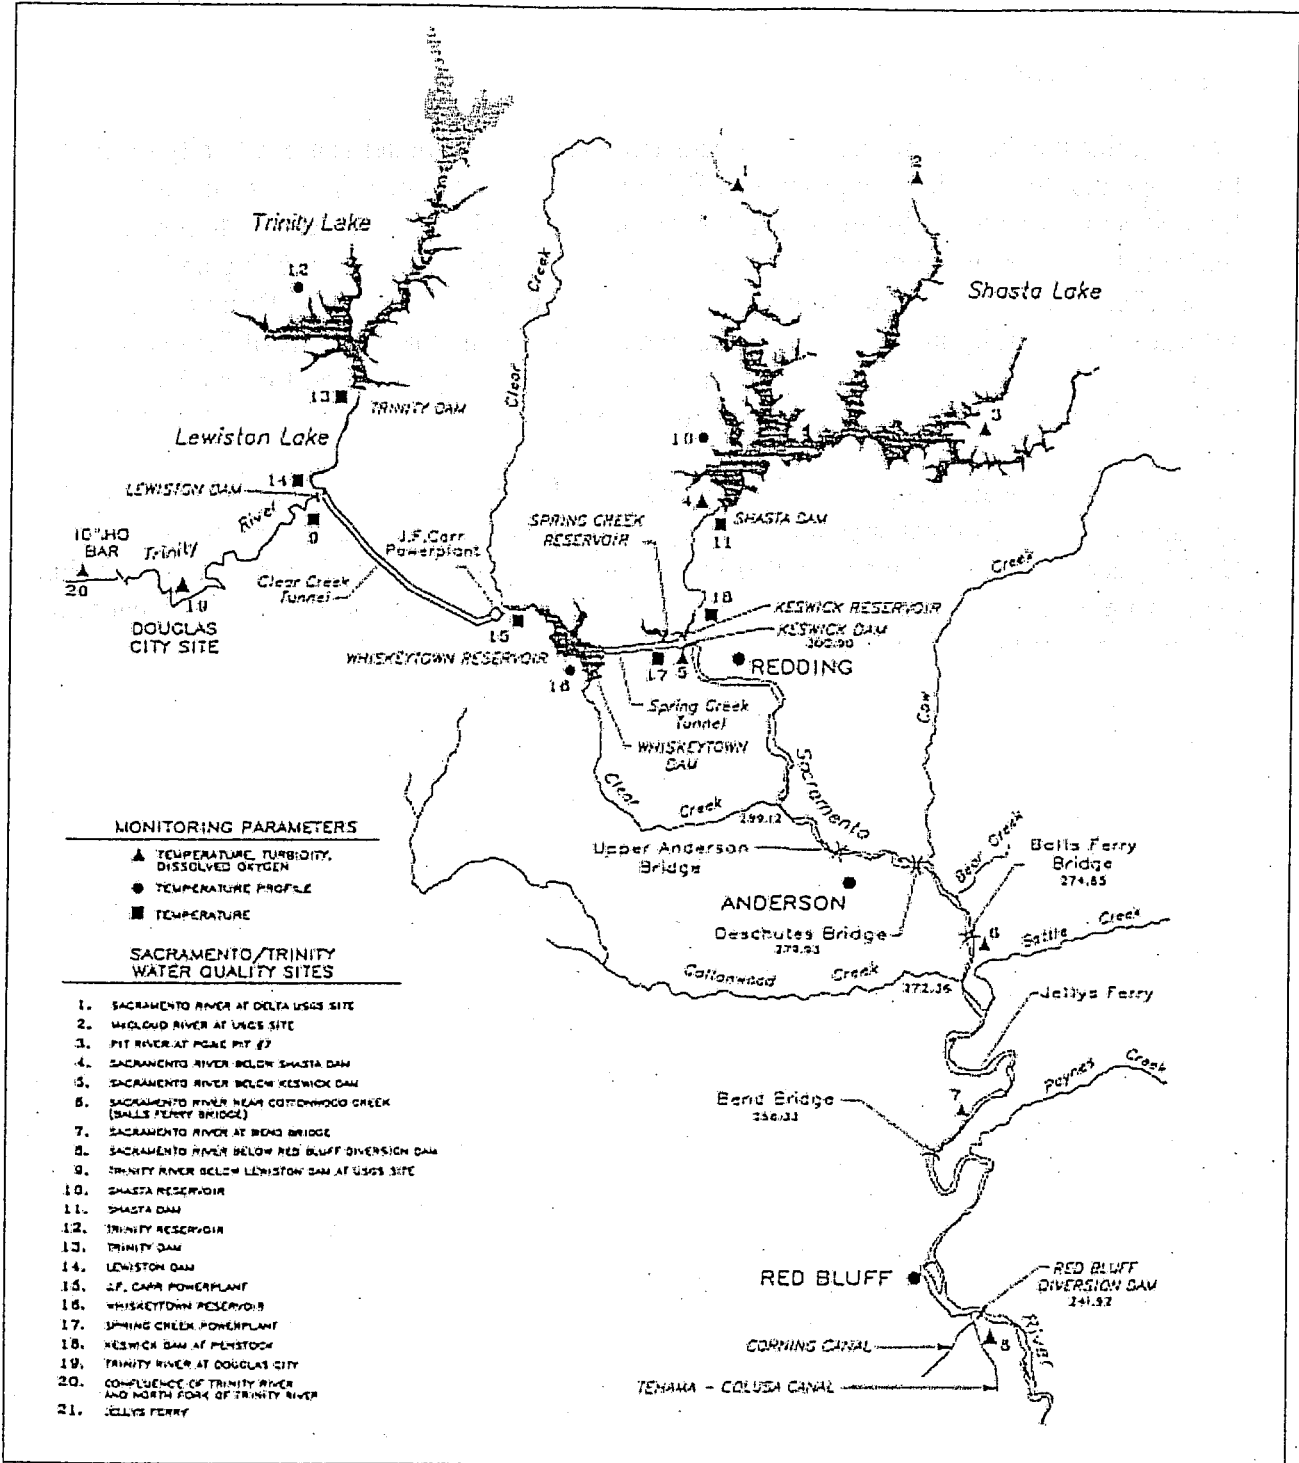 1
2
Trinity Lake
12
Creek
Shasta Lake
Clear
13
TRINITY DAM
3
10
Lewiston Lake
14
LEWISTON DAM
4
SHASTA DAM
11
SPRING CREEK
RESERVOIR
River
9
J.F.Carr
Powerplant
BAR
Trinity
20
19
Clear Creek
Tunnel
Creek
DOUGLAS
CITY SITE
15
18
KESWICK RESERVOIR
KESWICK DAM
WHISKEYTOWN RESERVOIR
16
17
5
REDDING
Spring Creek
Tunnel
WHISKEYTOWN
DAM
Cow
Clear
Creek
299.12
Sacramento
MONITORING PARAMETERS
TEMPERATURE, TURBIDITY,
DISSOLVED OXYGEN
TEMPERATURE PROFILE
TEMPERATURE
Upper Anderson
Bridge
Bear Creek
Balls Ferry
Bridge
274.85
ANDERSON
Deschutes Bridge
6
Battle Creek
SACRAMENTO/TRINITY
WATER QUALITY SITES
Cottonwood Creek
272.36
Jellys Ferry
1. SACRAMENTO RIVER AT DELTA USGS SITE
2. McCLOUD RIVER AT USGS SITE
3. PIT RIVER AT PG&E PIT #7
4. SACRAMENTO RIVER BELOW SHASTA DAM
5. SACRAMENTO RIVER BELOW KESWICK DAM
6. SACRAMENTO RIVER NEAR COTTONWOOD CREEK
(BALLS FERRY BRIDGE)
7. SACRAMENTO RIVER AT BEND BRIDGE
8. SACRAMENTO RIVER BELOW RED BLUFF DIVERSION DAM
9. TRINITY RIVER BELOW LEWISTON DAM AT USGS SITE
10. SHASTA RESERVOIR
11. SHASTA DAM
12. TRINITY RESERVOIR
13. TRINITY DAM
14. LEWISTON DAM
15. J.F. CARR POWERPLANT
16. WHISKEYTOWN RESERVOIR
17. SPRING CREEK POWERPLANT
18. KESWICK DAM AT PENSTOCK
19. TRINITY RIVER AT DOUGLAS CITY
20. CONFLUENCE OF TRINITY RIVER
AND NORTH FORK OF TRINITY RIVER
21. JELLYS FERRY
Bend Bridge
7
Paynes Creek
RED BLUFF
RED BLUFF
DIVERSION DAM
241.92
CORNING CANAL
8
River
TEHAMA - COLUSA CANAL